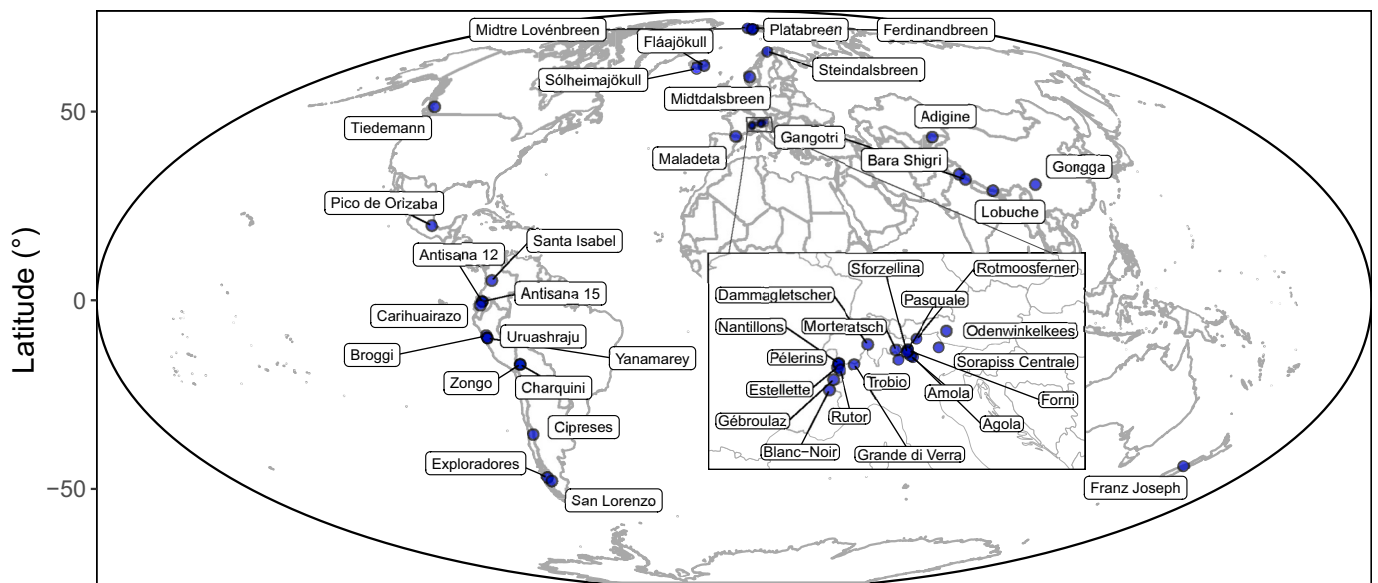 Midtre Lovénbreen
Platabreen
Ferdinandbreen
Fláajökull
Sólheimajökull
Steindalsbreen
Midtdalsbreen
50
Tiedemann
Adigine
Gangotri
Maladeta
Bara Shigri
Gongga
Pico de Orizaba
Lobuche
Santa Isabel
Antisana 12
Sforzellina
Rotmoosferner
Latitude (°)
Antisana 15
Dammagletscher
Pasquale
0
Carihuairazo
Nantillons
Morteratsch
Odenwinkelkees
Uruashraju
Broggi
Yanamarey
Pélerins
Sorapiss Centrale
Zongo
Charquini
Estellette
Trobio
Amola
Forni
Cipreses
Gébroulaz
Rutor
Agola
Blanc−Noir
Grande di Verra
Exploradores
−50
San Lorenzo
Franz Joseph